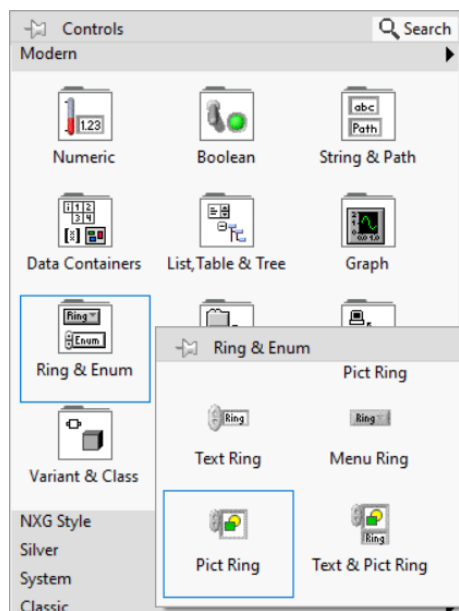 Controls
Search
Modern
1.23
abc
Path
Numeric
Boolean
String & Path
Data Containers
List,Table & Tree
Graph
Ring
Enum
Ring & Enum
Ring & Enum
Pict Ring
Ring
Ring
Text Ring
Menu Ring
Variant & Class
Ring
Pict Ring
Text & Pict Ring
NXG Style
Silver
System
Classic